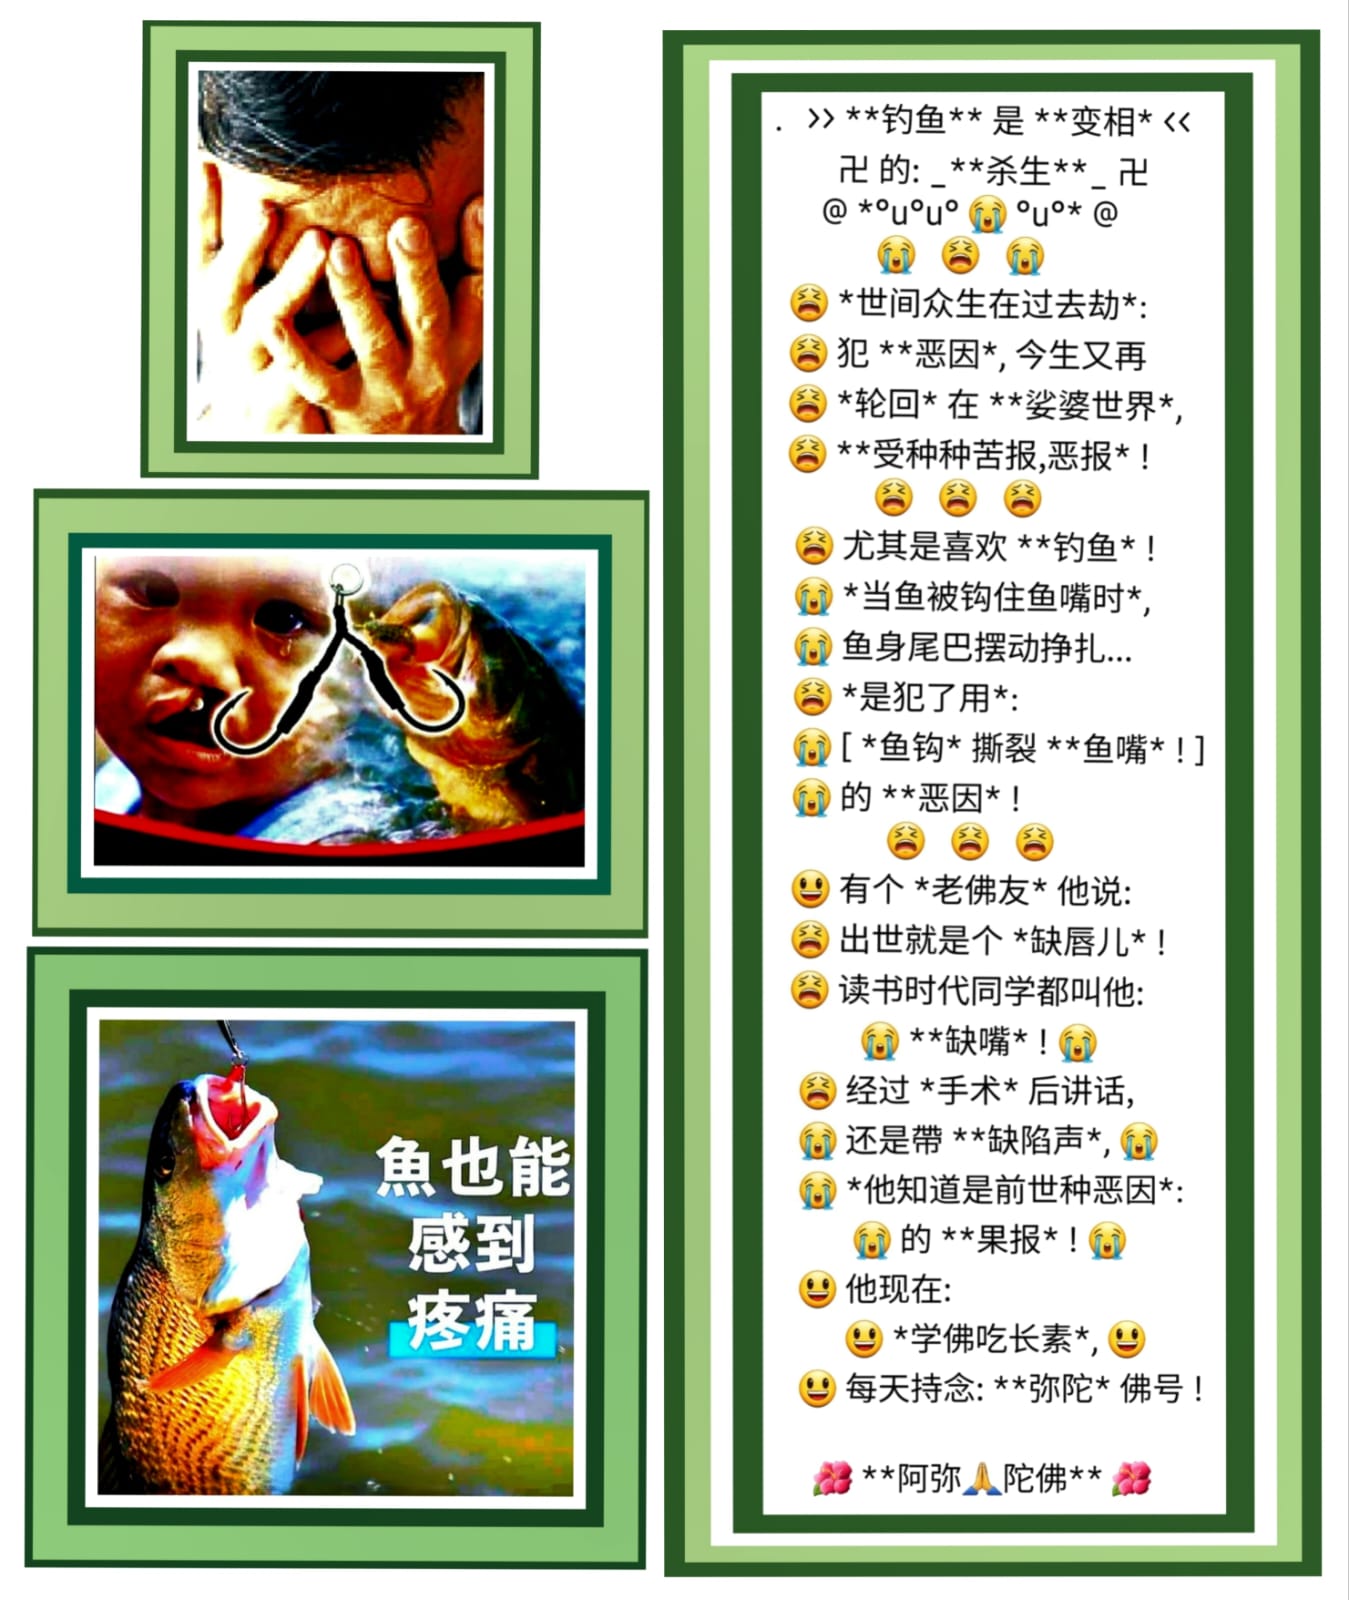 魚也能
感到
疼痛
. >> **钓鱼** 是 **变相* <<
卍 的: _**杀生**_ 卍
@ *°u°u° 😭 °u°* @
😭 😫 😭
😫 *世间众生在过去劫*:
😫 犯 **恶因*, 今生又再
😫 *轮回* 在 **娑婆世界*,
😫 **受种种苦报,恶报* !
😫 😫 😫
😫 尤其是喜欢 **钓鱼* !
😭 *当鱼被钩住鱼嘴时*,
😭 鱼身尾巴摆动挣扎...
😫 *是犯了用*:
😭 [ *鱼钩* 撕裂 **鱼嘴* ! ]
😭 的 **恶因* !
😫 😫 😫
😃 有个 *老佛友* 他说:
😫 出世就是个 *缺唇儿* !
😫 读书时代同学都叫他:
😭 **缺嘴* ! 😭
😫 经过 *手术* 后讲话,
😭 还是帶 **缺陷声*, 😭
😭 *他知道是前世种恶因*:
😭 的 **果报* ! 😭
😃 他现在:
😃 *学佛吃长素*, 😃
😃 每天持念: **弥陀* 佛号 !
🌺 **阿弥🙏陀佛** 🌺